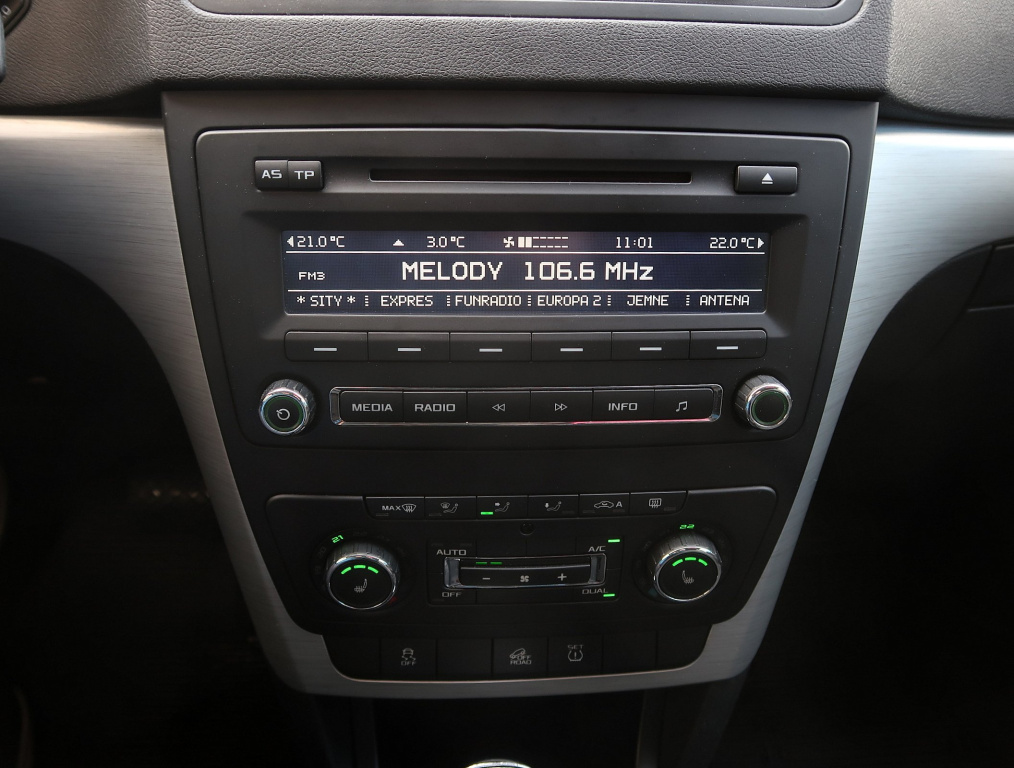 AS TP
21.0°C 3.0°C 11:01 22.0°C
FM3 MELODY 106.6 MHz
* SITY * EXPRES FUNRADIO EUROPA 2 JEMNE ANTENA
MEDIA RADIO INFO
MAX A
21 22
AUTO A/C
- +
OFF DUAL
OFF OFF ROAD SET